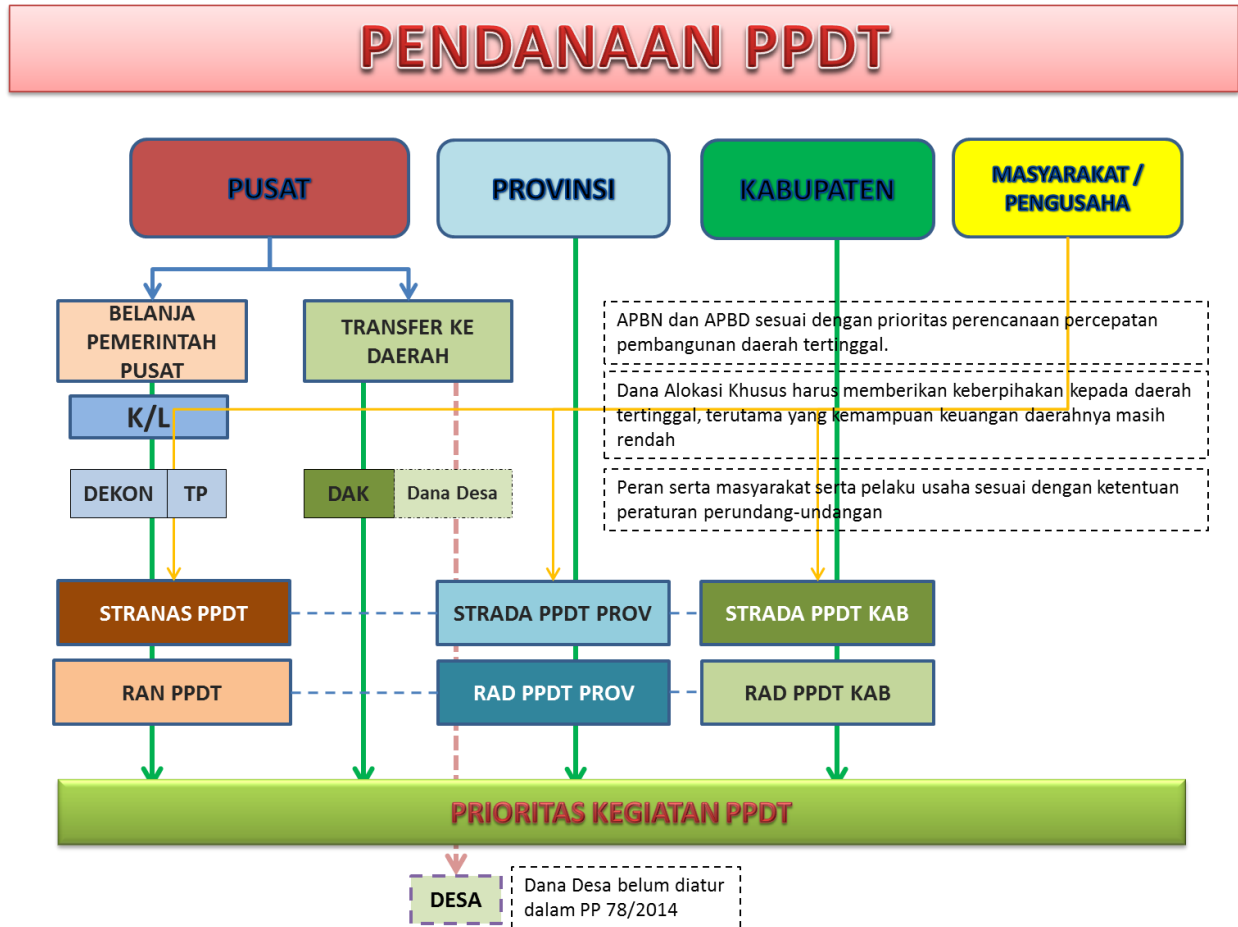 PENDANAAN PPDT
PUSAT
PROVINSI
KABUPATEN
MASYARAKAT /
PENGUSAHA
BELANJA
PEMERINTAH
PUSAT
TRANSFER KE
DAERAH
APBN dan APBD sesuai dengan prioritas perencanaan percepatan
pembangunan daerah tertinggal.
K/L
Dana Alokasi Khusus harus memberikan keberpihakan kepada daerah
tertinggal, terutama yang kemampuan keuangan daerahnya masih
rendah
DEKON
TP
DAK
Dana Desa
Peran serta masyarakat serta pelaku usaha sesuai dengan ketentuan
peraturan perundang-undangan
STRANAS PPDT
STRADA PPDT PROV
STRADA PPDT KAB
RAN PPDT
RAD PPDT PROV
RAD PPDT KAB
PRIORITAS KEGIATAN PPDT
DESA
Dana Desa belum diatur
dalam PP 78/2014